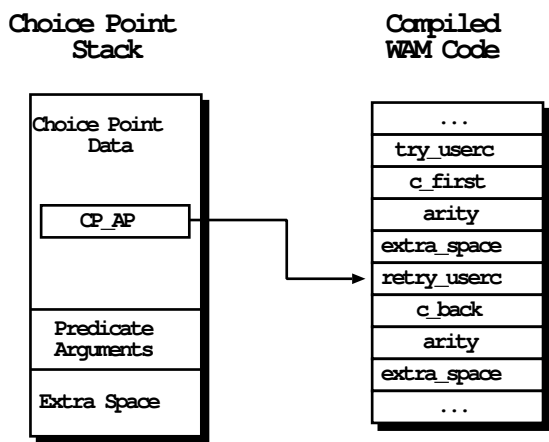 Choice Point
Stack
Choice Point
Data
CP_AP
Predicate
Arguments
Extra Space
Compiled
WAM Code
...
try_userc
c_first
arity
extra_space
retry_userc
c_back
arity
extra_space
...